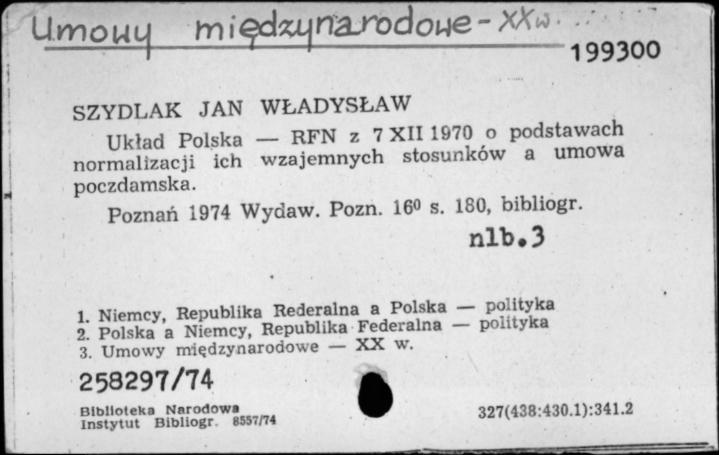 Umowy międzynarodowe - XX w.
199300
SZYDLAK JAN WŁADYSŁAW
Układ Polska — RFN z 7 XII 1970 o podstawach
normalizacji ich wzajemnych stosunków a umowa
poczdamska.
Poznań 1974 Wydaw. Pozn. 16⁰ s. 180, bibliogr.
nlb.3
1. Niemcy, Republika Rederalna a Polska — polityka
2. Polska a Niemcy, Republika Federalna — polityka
3. Umowy międzynarodowe — XX w.
258297/74
Biblioteka Narodowa
Instytut Bibliogr. 8557/74
327(438:430.1):341.2